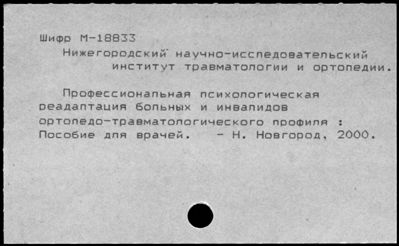 Шифр М-18833
Нижегородский научно-исследовательский
институт травматологии и ортопедии.
Профессиональная психологическая
реадаптация больных и инвалидов
ортопедо-травматологического профиля :
Пособие для врачей. - Н. Новгород, 2000.